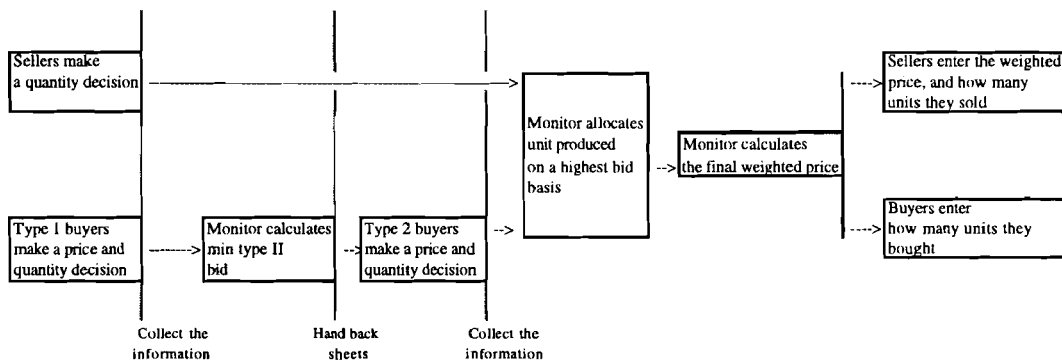 Sellers make
a quantity decision
Type 1 buyers
make a price and
quantity decision
Collect the
information
Monitor calculates
min type II
bid
Hand back
sheets
Type 2 buyers
make a price and
quantity decision
Collect the
information
Monitor allocates
unit produced
on a highest bid
basis
Monitor calculates
the final weighted price
Sellers enter the weighted
price, and how many
units they sold
Buyers enter
how many units they
bought